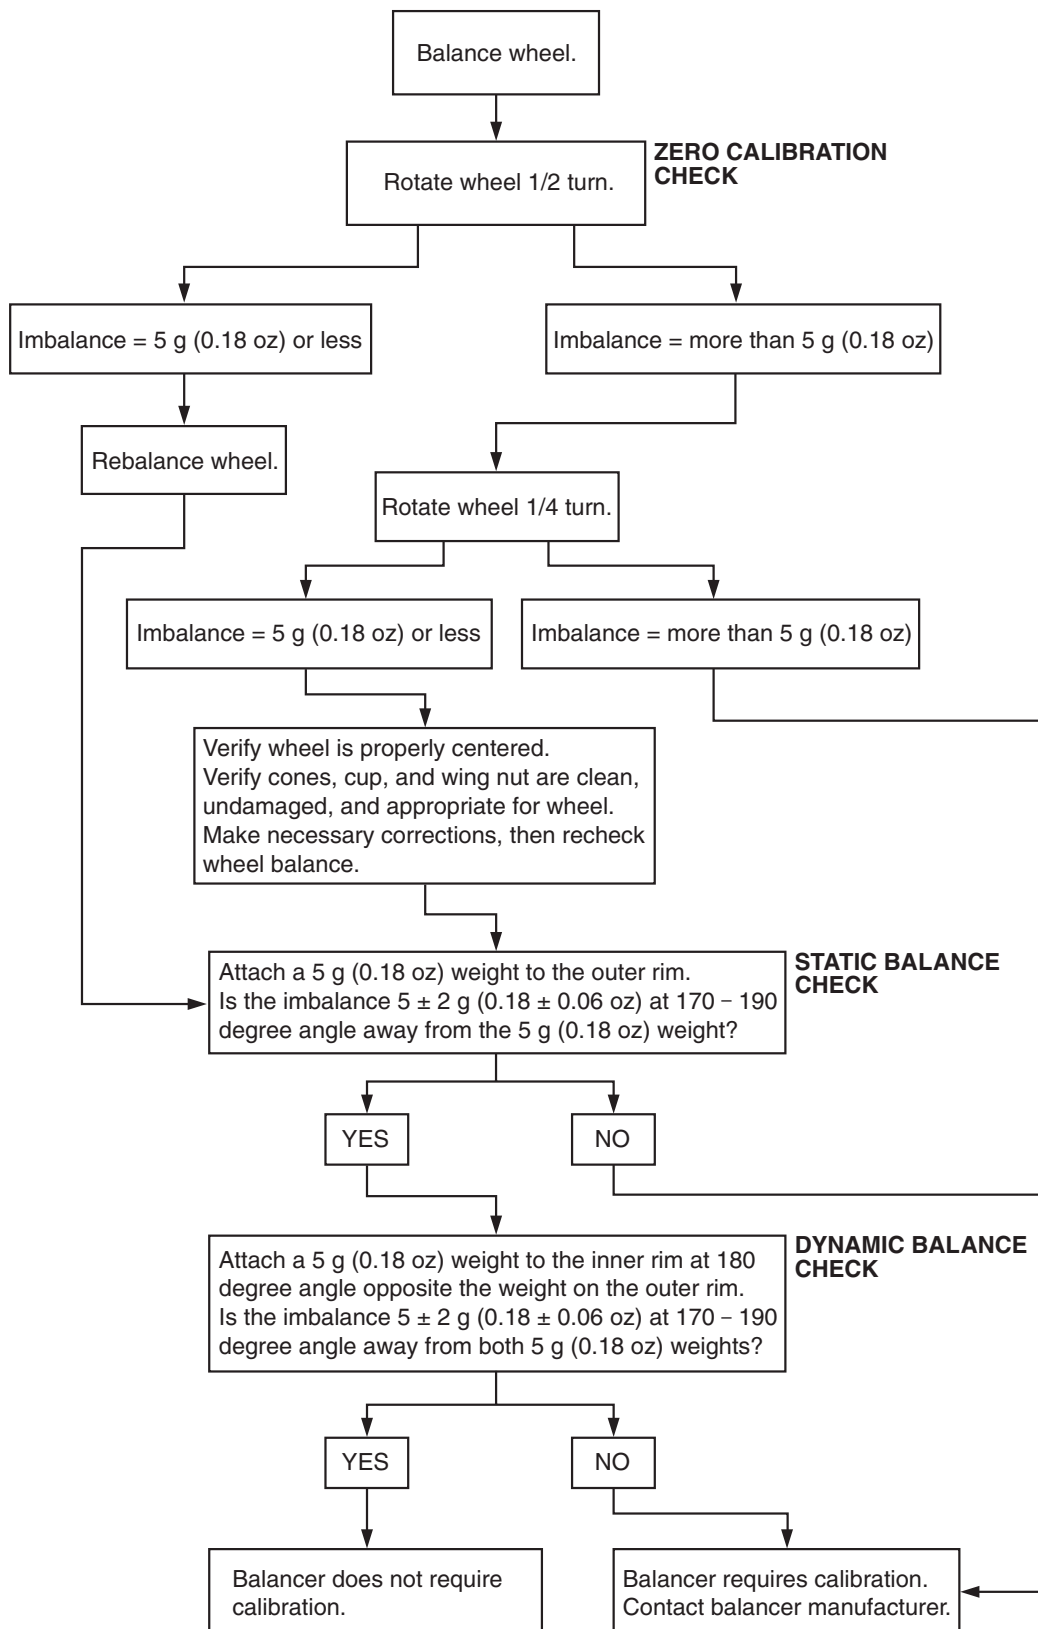 Balance wheel.
ZERO CALIBRATION
CHECK
Rotate wheel 1/2 turn.
Imbalance = 5 g (0.18 oz) or less
Imbalance = more than 5 g (0.18 oz)
Rebalance wheel.
Rotate wheel 1/4 turn.
Imbalance = 5 g (0.18 oz) or less
Imbalance = more than 5 g (0.18 oz)
Verify wheel is properly centered.
Verify cones, cup, and wing nut are clean,
undamaged, and appropriate for wheel.
Make necessary corrections, then recheck
wheel balance.
STATIC BALANCE
CHECK
Attach a 5 g (0.18 oz) weight to the outer rim.
Is the imbalance 5 ± 2 g (0.18 ± 0.06 oz) at 170 – 190
degree angle away from the 5 g (0.18 oz) weight?
YES
NO
DYNAMIC BALANCE
CHECK
Attach a 5 g (0.18 oz) weight to the inner rim at 180
degree angle opposite the weight on the outer rim.
Is the imbalance 5 ± 2 g (0.18 ± 0.06 oz) at 170 – 190
degree angle away from both 5 g (0.18 oz) weights?
YES
NO
Balancer does not require
calibration.
Balancer requires calibration.
Contact balancer manufacturer.